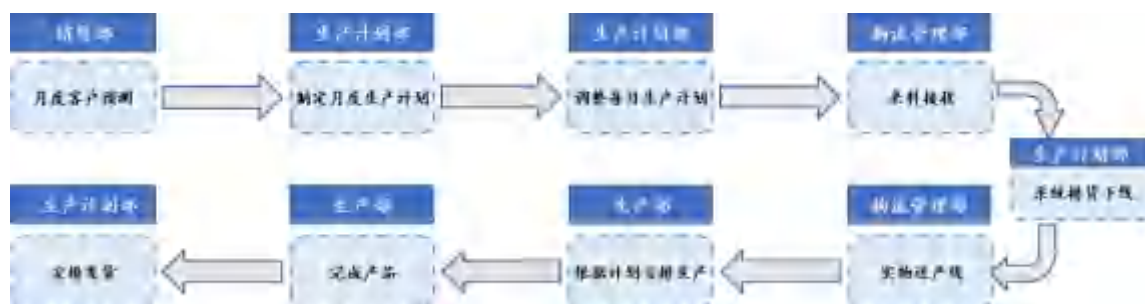 销售部
月度客户预测
生产计划部
制定月度生产计划
生产计划部
调整每日生产计划
物流管理部
来料接收
生产计划部
系统转货下线
物流管理部
实物送产线
生产部
根据计划安排生产
生产部
完成产品
生产计划部
安排发货